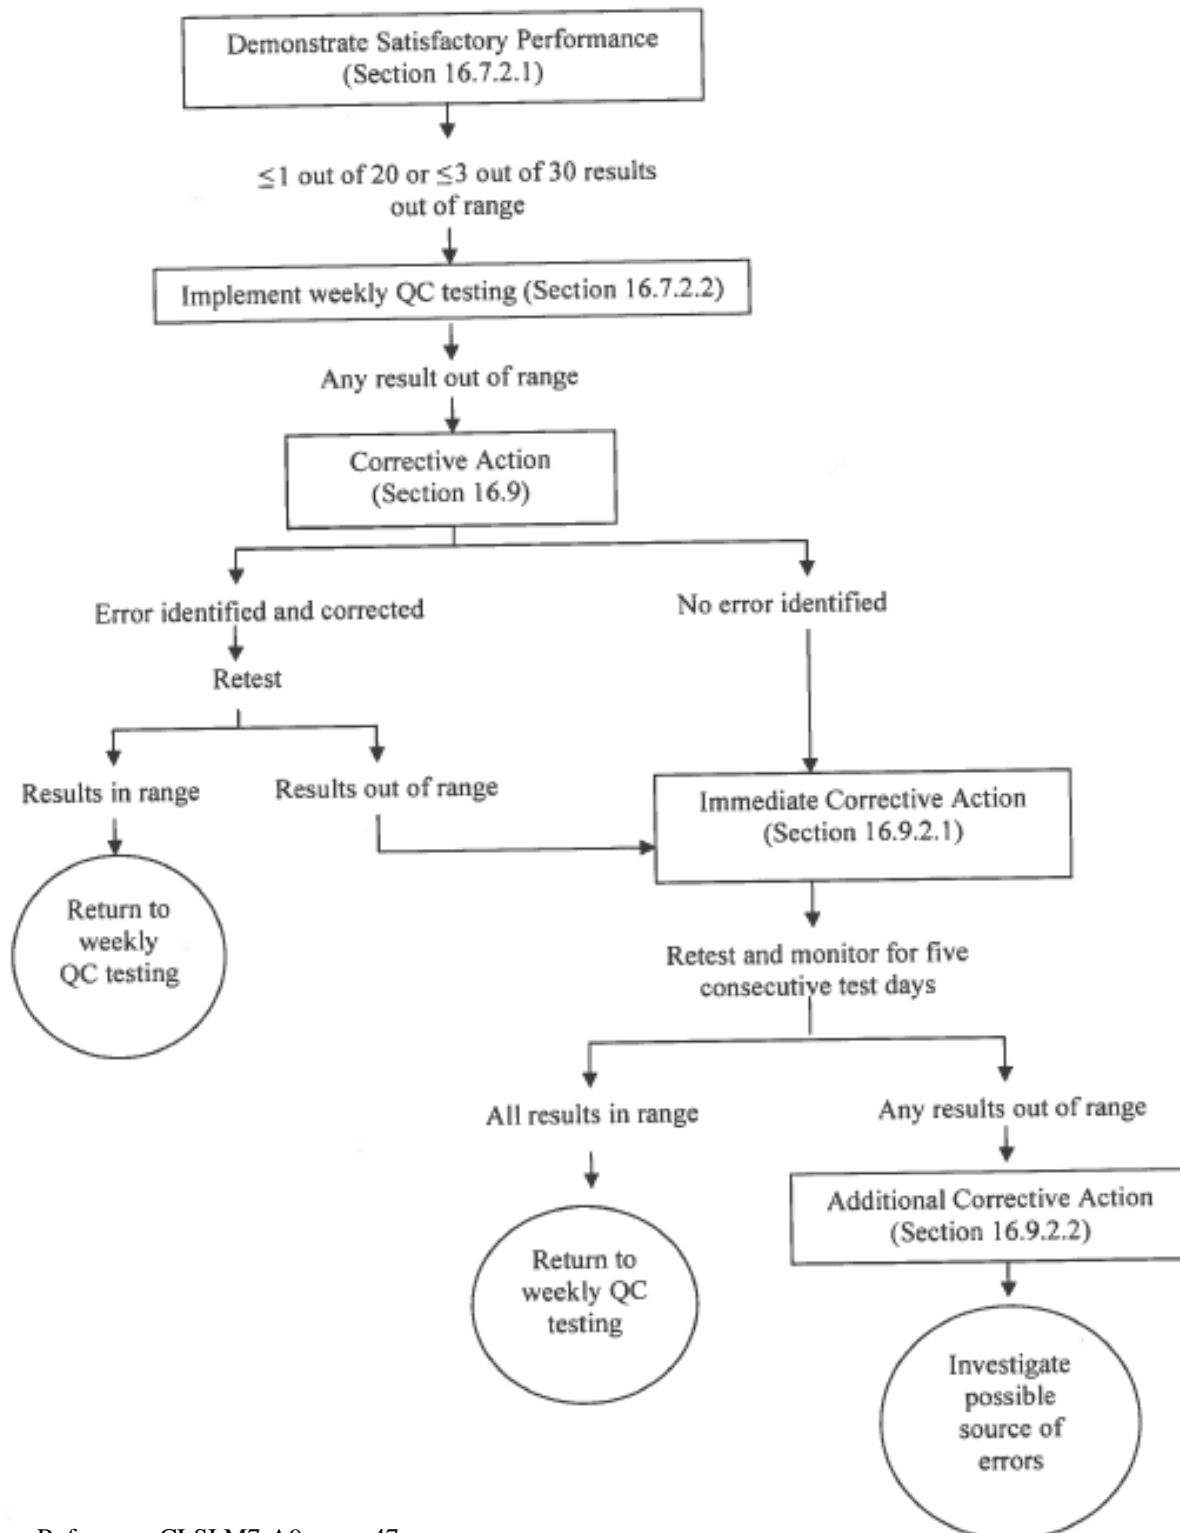 Demonstrate Satisfactory Performance
(Section 16.7.2.1)
≤1 out of 20 or ≤3 out of 30 results
out of range
Implement weekly QC testing (Section 16.7.2.2)
Any result out of range
Corrective Action
(Section 16.9)
Error identified and corrected
No error identified
Retest
Results in range
Results out of range
Immediate Corrective Action
(Section 16.9.2.1)
Return to
weekly
QC testing
Retest and monitor for five
consecutive test days
All results in range
Any results out of range
Additional Corrective Action
(Section 16.9.2.2)
Return to
weekly QC
testing
Investigate
possible
source of
errors